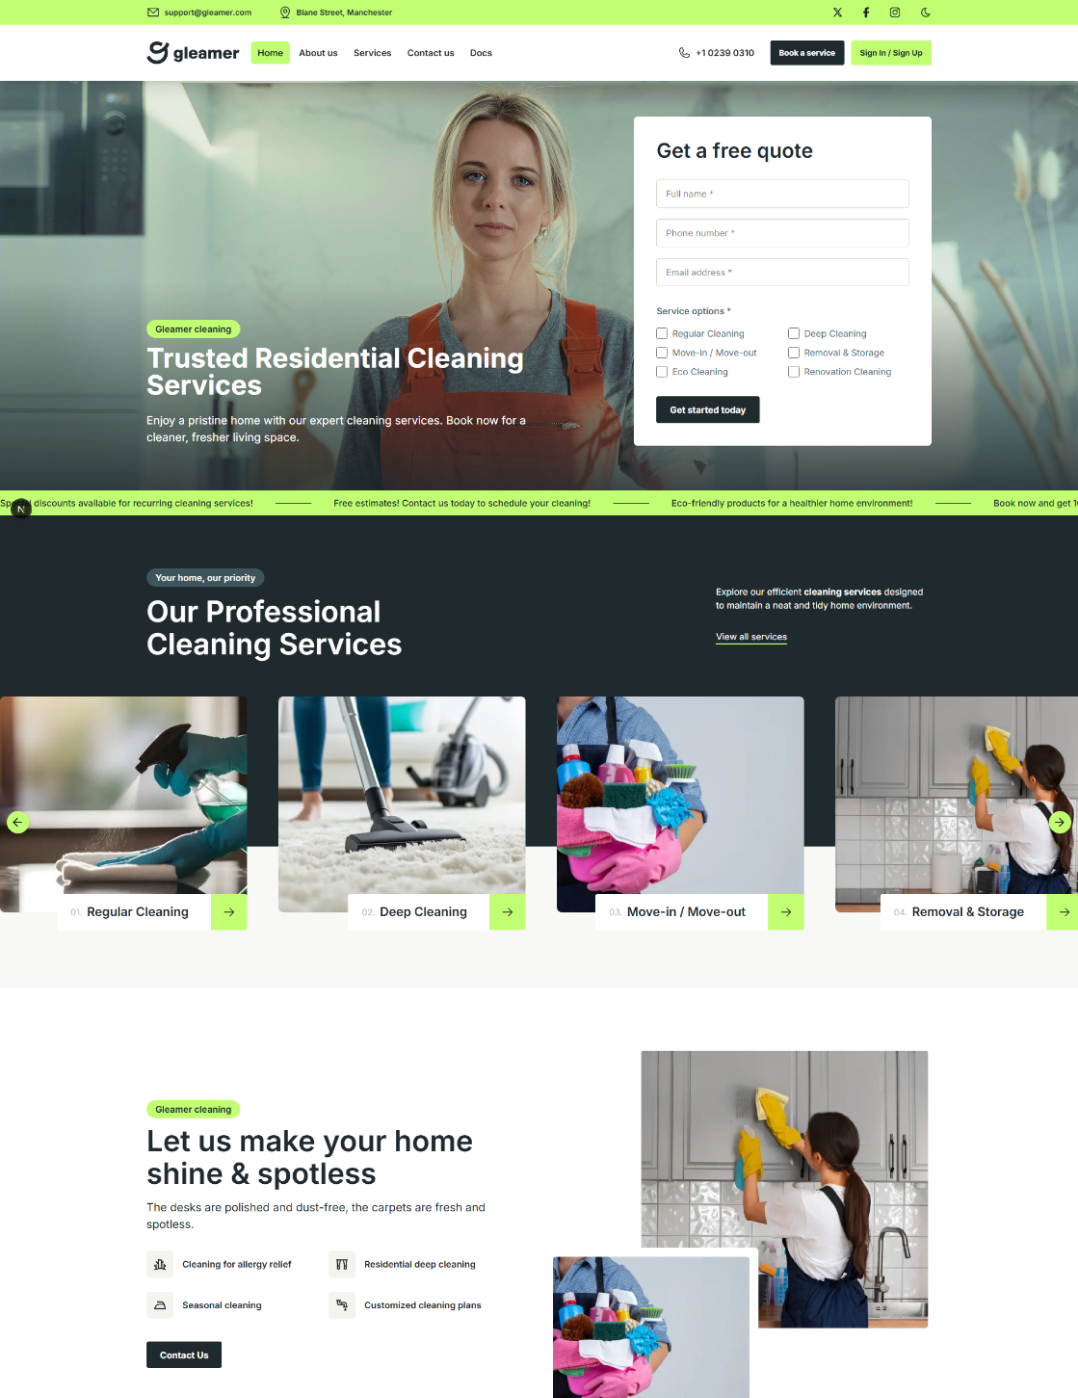 support@gleamer.com
Blane Street, Manchester
gleamer
Home
About us
Services
Contact us
Docs
+1 0239 0310
Book a service
Sign In / Sign Up
Get a free quote
Full name *
Phone number *
Email address *
Service options *
Regular Cleaning
Deep Cleaning
Move-in / Move-out
Removal & Storage
Eco Cleaning
Renovation Cleaning
Get started today
Gleamer cleaning
Trusted Residential Cleaning
Services
Enjoy a pristine home with our expert cleaning services. Book now for a
cleaner, fresher living space.
discounts available for recurring cleaning services!
Free estimates! Contact us today to schedule your cleaning!
Eco-friendly products for a healthier home environment!
Book now and get
N
Your home, our priority
Our Professional
Cleaning Services
Explore our efficient cleaning services designed
to maintain a neat and tidy home environment.
View all services
01. Regular Cleaning
02. Deep Cleaning
03. Move-in / Move-out
04. Removal & Storage
Gleamer cleaning
Let us make your home
shine & spotless
The desks are polished and dust-free, the carpets are fresh and
spotless.
Cleaning for allergy relief
Residential deep cleaning
Seasonal cleaning
Customized cleaning plans
Contact Us